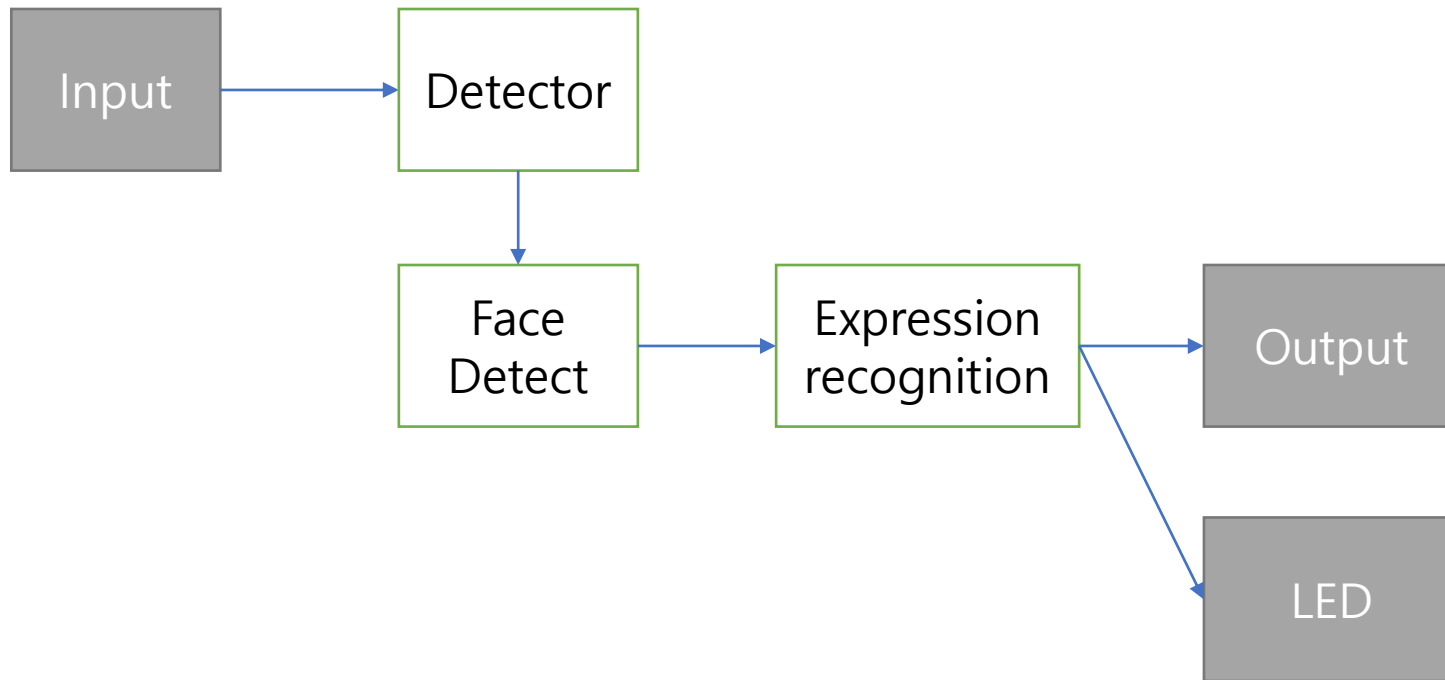 Input
Detector
Face
Detect
Expression
recognition
Output
LED